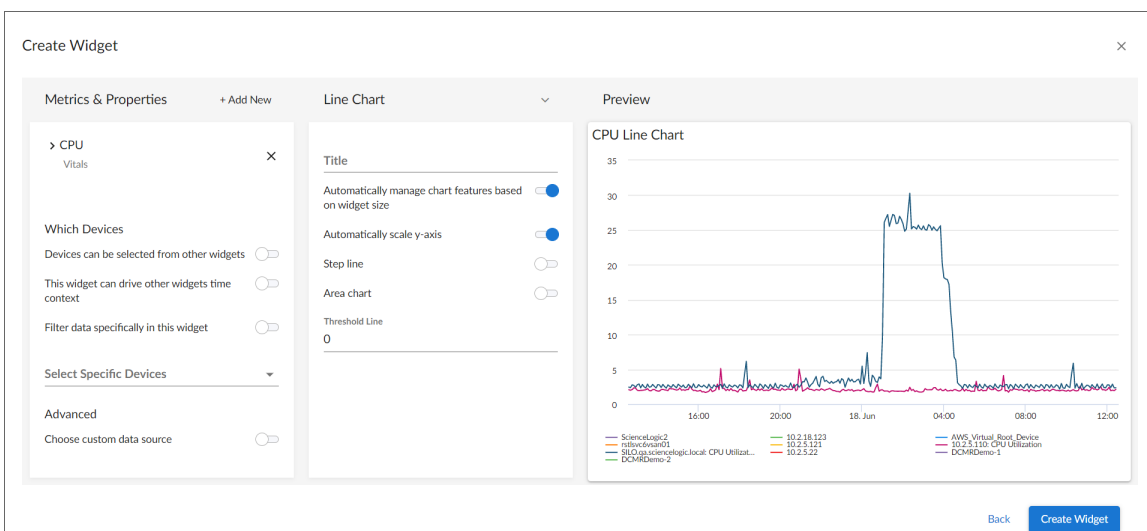 Create Widget
Metrics & Properties
+ Add New
CPU
Vitals
Which Devices
Devices can be selected from other widgets
This widget can drive other widgets time
context
Filter data specifically in this widget
Select Specific Devices
Advanced
Choose custom data source
Line Chart
Title
Automatically manage chart features based
on widget size
Automatically scale y-axis
Step line
Area chart
Threshold Line
0
Preview
CPU Line Chart
35
30
25
20
15
10
5
0
16:00 20:00 18. Jun 04:00 08:00 12:00
ScienceLogic2
rstlsvc6vsan01
SILO.qa.sciencelogic.local: CPU Utilizat...
DCMRDemo-2
10.2.18.123
10.2.5.121
10.2.5.22
AWS_Virtual_Root_Device
10.2.5.110: CPU Utilization
DCMRDemo-1
Back
Create Widget